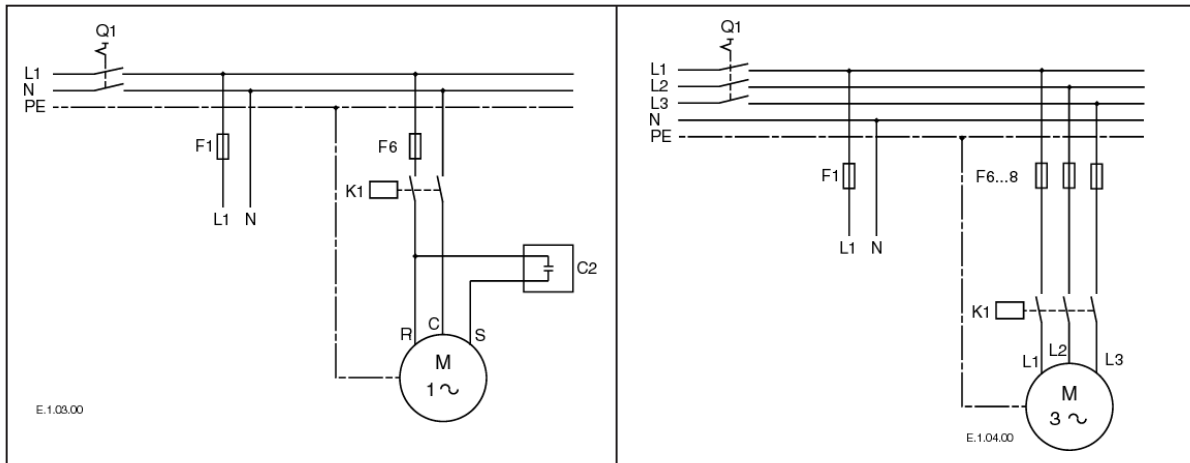 Q1
L1
N
PE
F1
F6
K1
L1 N
C2
R C S
M
1 ~
E.1.03.00
Q1
L1
L2
L3
N
PE
F1
F6...8
L1 N
K1
L1 L2 L3
M
3 ~
E.1.04.00